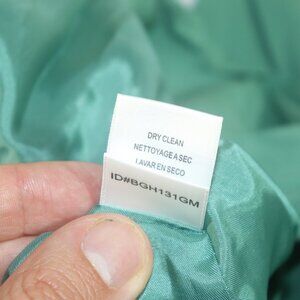 DRY CLEAN
NETTOYAGE A SEC
LAVAR EN SECO
ID#BGH131GM